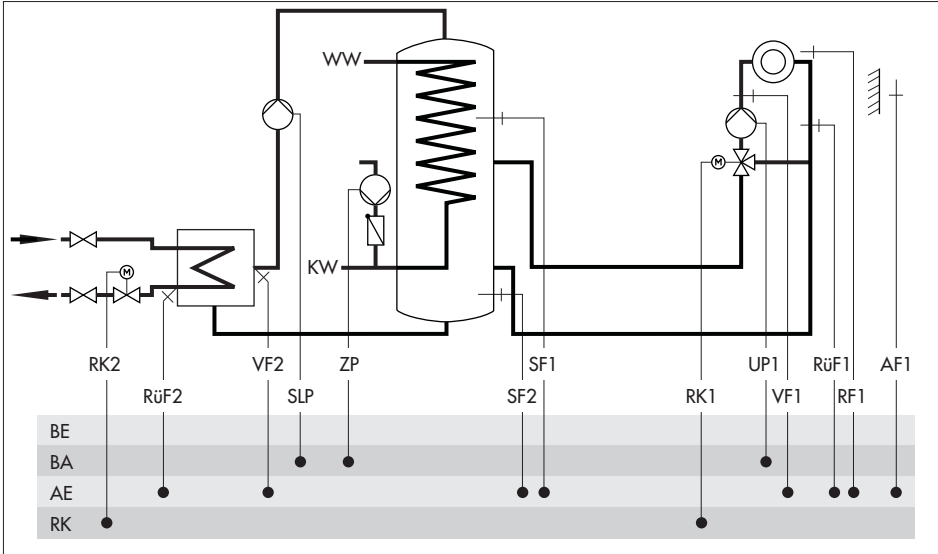 WW
M
KW
M
RK2 VF2 ZP SF1 UP1 RüF1 AF1
RüF2 SLP SF2 RK1 VF1 RF1
BE
BA
AE
RK